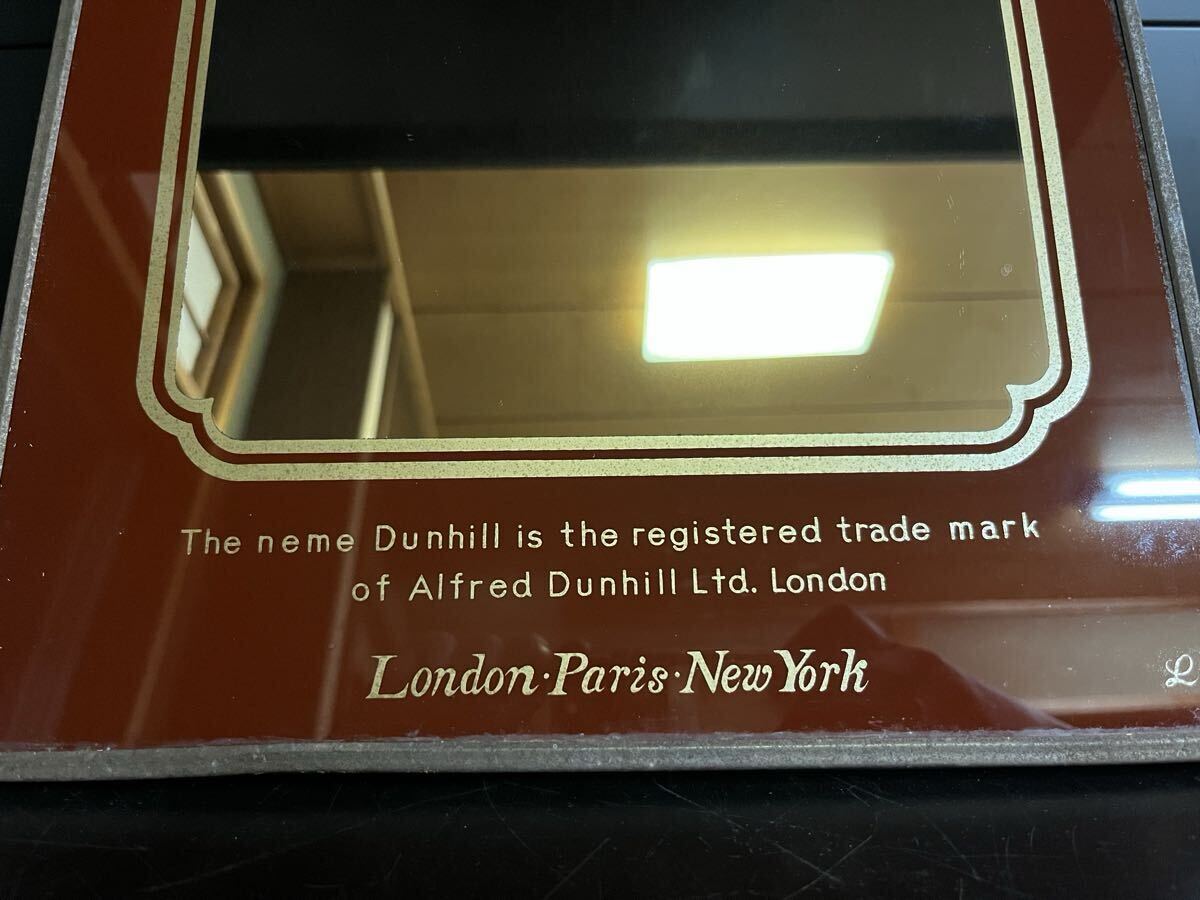 The neme Dunhill is the registered trade mark
of Alfred Dunhill Ltd. London
London·Paris·New York
L